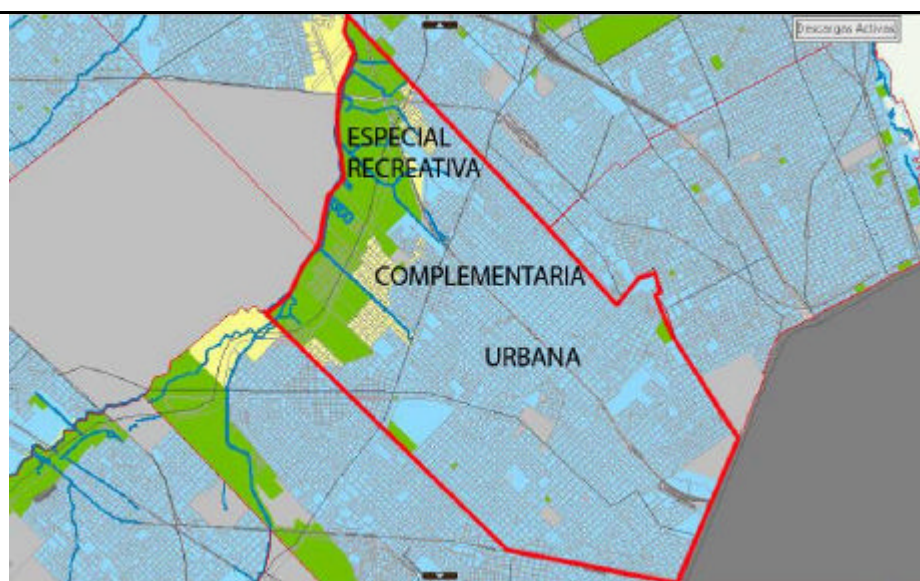 Descargas Activas
ESPECIAL
RECREATIVA
COMPLEMENTARIA
URBANA